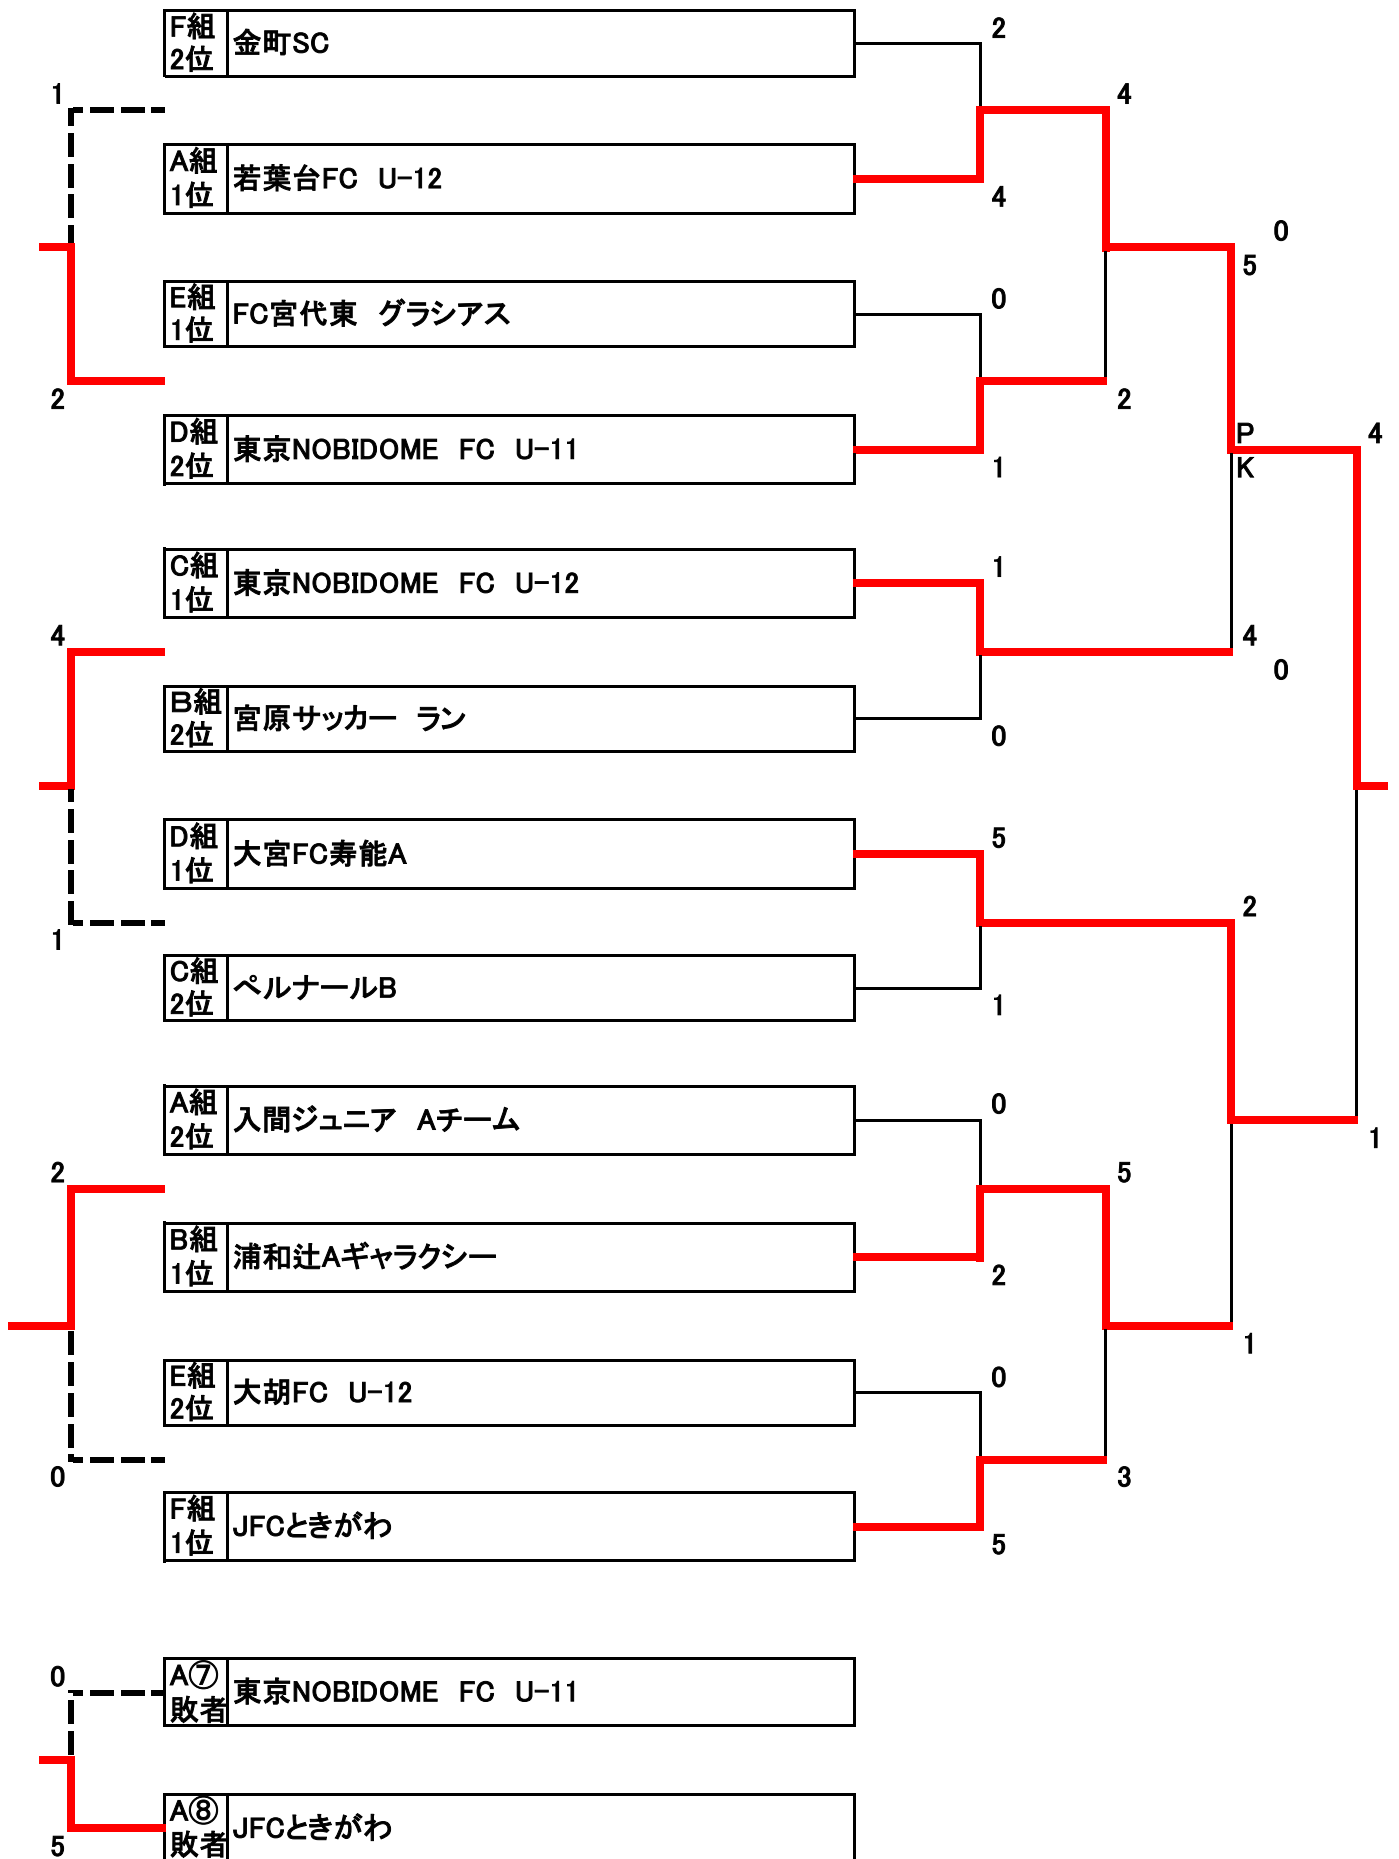 F組
2位
金町SC
2
1
4
A組
1位
若葉台FC　U-12
4
0
5
E組
1位
FC宮代東　グラシアス
0
2
2
D組
2位
東京NOBIDOME　FC　U-11
P
K
4
1
C組
1位
東京NOBIDOME　FC　U-12
1
4
4
0
B組
2位
宮原サッカー　ラン
0
D組
1位
大宮FC寿能A
5
2
1
C組
2位
ペルナールB
1
A組
2位
入間ジュニア　Aチーム
0
1
2
5
B組
1位
浦和辻Aギャラクシー
2
1
E組
2位
大胡FC　U-12
0
0
3
F組
1位
JFCときがわ
5
0
A⑦
敗者
東京NOBIDOME　FC　U-11
A⑧
敗者
JFCときがわ
5